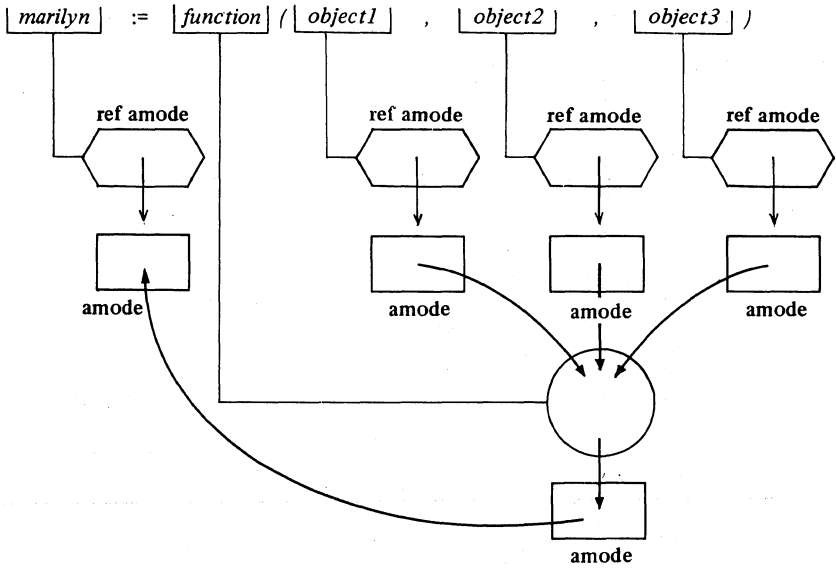 marilyn := function ( object1 , object2 , object3 )
ref amode ref amode ref amode ref amode
amode amode amode amode
amode